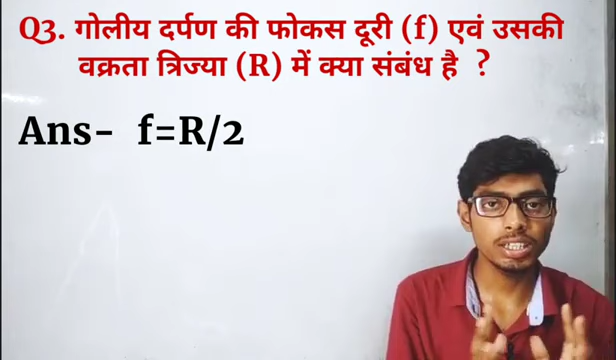 Q3. गोलीय दर्पण की फोकस दूरी (f) एवं उसकी
वक्रता त्रिज्या (R) में क्या संबंध है ?
Ans- f=R/2